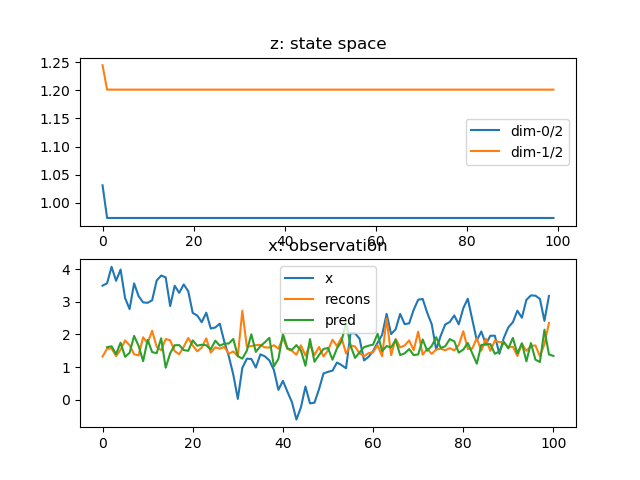 z: state space
1.25
1.20
1.15
1.10
1.05
1.00
dim-0/2
dim-1/2
0 20 40 60 80 100
x: observation
4
3
2
1
0
x
recons
pred
0 20 40 60 80 100